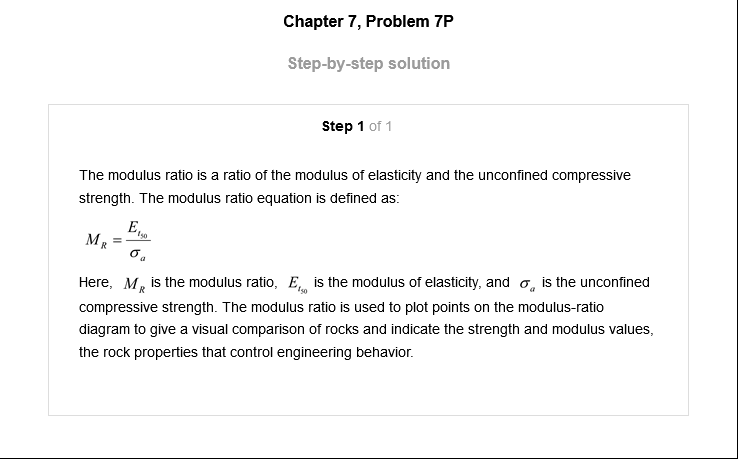 Chapter 7, Problem 7P
Step-by-step solution
Step 1 of 1
The modulus ratio is a ratio of the modulus of elasticity and the unconfined compressive
strength. The modulus ratio equation is defined as:
M_R = E_{t_{50}} / σ_a
Here, M_R is the modulus ratio, E_{t_{50}} is the modulus of elasticity, and σ_a is the unconfined
compressive strength. The modulus ratio is used to plot points on the modulus-ratio
diagram to give a visual comparison of rocks and indicate the strength and modulus values,
the rock properties that control engineering behavior.